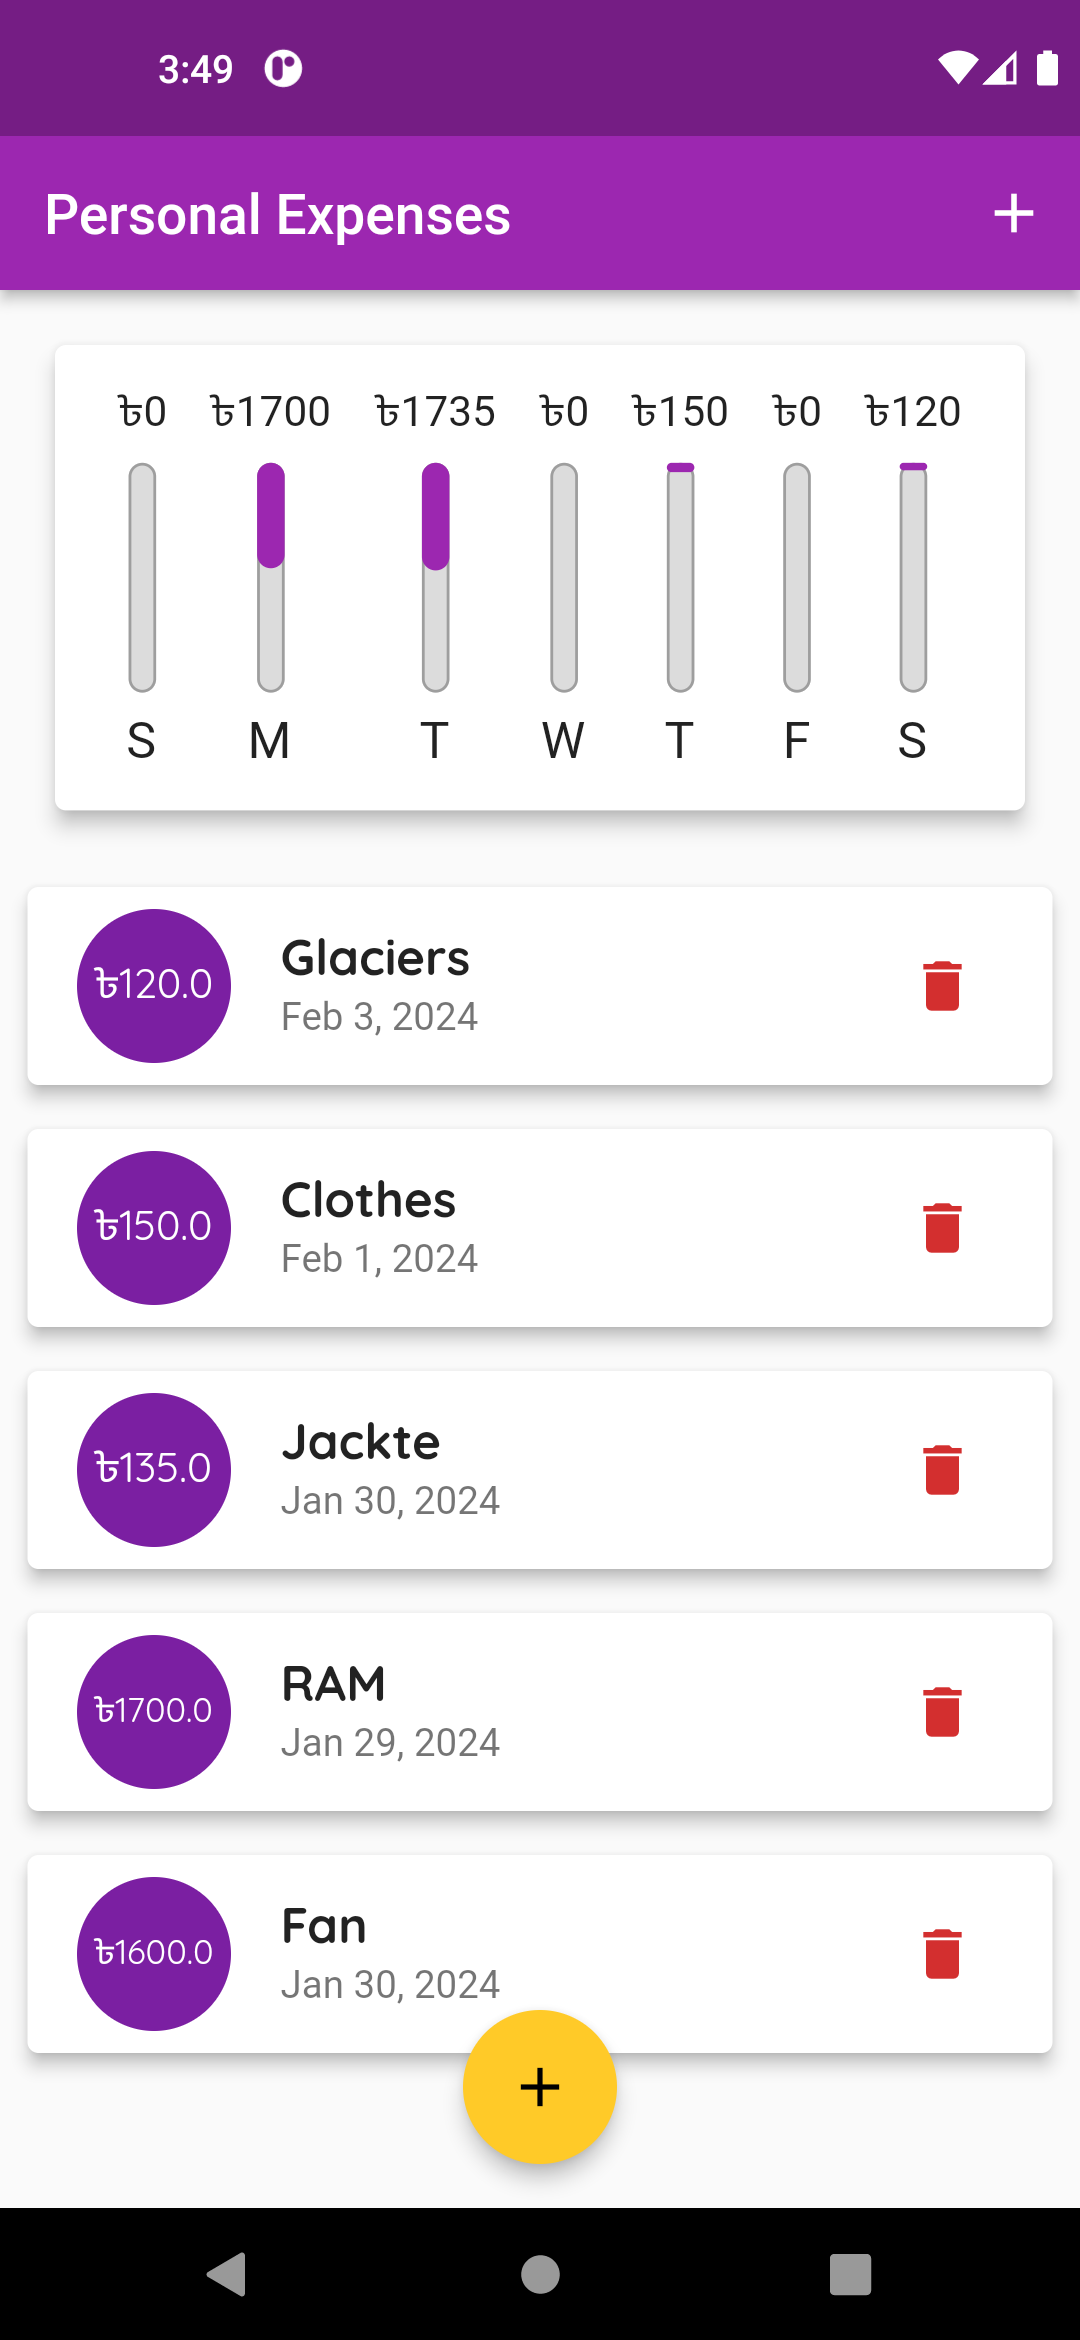 3:49
Personal Expenses
৳0 ৳1700 ৳1735 ৳0 ৳150 ৳0 ৳120
S M T W T F S
৳120.0
Glaciers
Feb 3, 2024
৳150.0
Clothes
Feb 1, 2024
৳135.0
Jackte
Jan 30, 2024
৳1700.0
RAM
Jan 29, 2024
৳1600.0
Fan
Jan 30, 2024